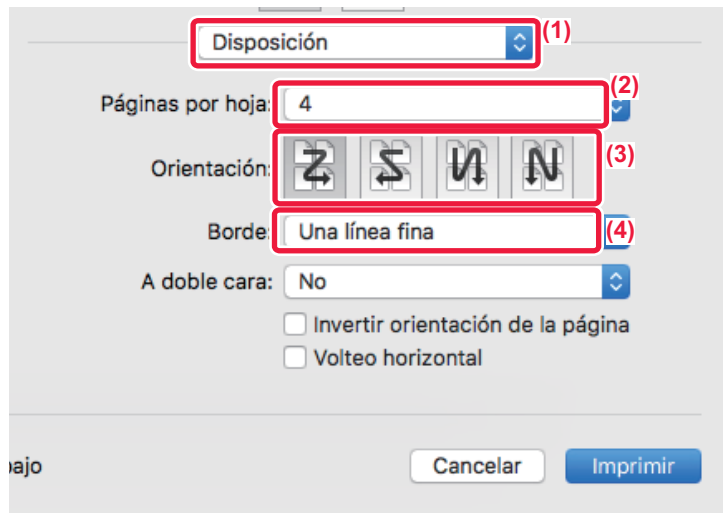 Disposición (1)
Páginas por hoja: 4 (2)
Orientación: (3)
Borde: Una línea fina (4)
A doble cara: No
Invertir orientación de la página
Volteo horizontal
bajo Cancelar Imprimir